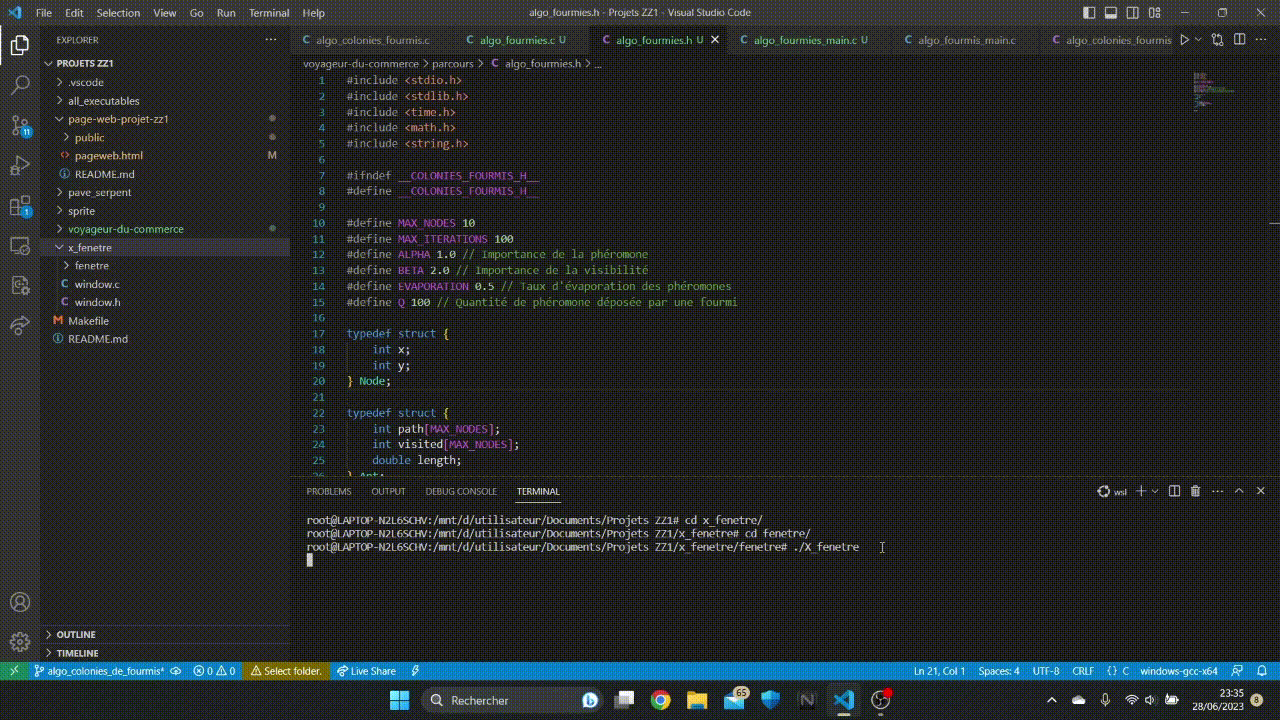 File Edit Selection View Go Run Terminal Help
algo_fourmies.h - Projets ZZ1 - Visual Studio Code
EXPLORER
algo_colonies_fourmis.c
algo_fourmies.c U
algo_fourmies.h U
algo_fourmies_main.c U
algo_fourmis_main.c
algo_colonies_fourmis
voyageur-du-commerce > parcours > C algo_fourmies.h > ...
PROJETS ZZ1
.vscode
all_executables
page-web-projet-zz1
public
pageweb.html M
README.md
pave_serpent
sprite
voyageur-du-commerce
x_fenetre
fenetre
window.c
window.h
Makefile
README.md
OUTLINE
TIMELINE
11
1
1 #include <stdio.h>
2 #include <stdlib.h>
3 #include <time.h>
4 #include <math.h>
5 #include <string.h>
6
7 #ifndef __COLONIES_FOURMIS_H__
8 #define __COLONIES_FOURMIS_H__
9
10 #define MAX_NODES 10
11 #define MAX_ITERATIONS 100
12 #define ALPHA 1.0 // Importance de la phéromone
13 #define BETA 2.0 // Importance de la visibilité
14 #define EVAPORATION 0.5 // Taux d'évaporation des phéromones
15 #define Q 100 // Quantité de phéromone déposée par une fourmi
16
17 typedef struct {
18 int x;
19 int y;
20 } Node;
21
22 typedef struct {
23 int path[MAX_NODES];
24 int visited[MAX_NODES];
25 double length;
26 } Ant;
PROBLEMS OUTPUT DEBUG CONSOLE TERMINAL
wsl
root@LAPTOP-N2L6SCHV:/mnt/d/utilisateur/Documents/Projets ZZ1# cd x_fenetre/
root@LAPTOP-N2L6SCHV:/mnt/d/utilisateur/Documents/Projets ZZ1/x_fenetre# cd fenetre/
root@LAPTOP-N2L6SCHV:/mnt/d/utilisateur/Documents/Projets ZZ1/x_fenetre/fenetre# ./X_fenetre
algo_colonies_de_fourmis* 0 0 Select folder. Live Share
Ln 21, Col 1 Spaces: 4 UTF-8 CRLF {} C windows-gcc-x64
Rechercher
65
23:35
28/06/2023
8